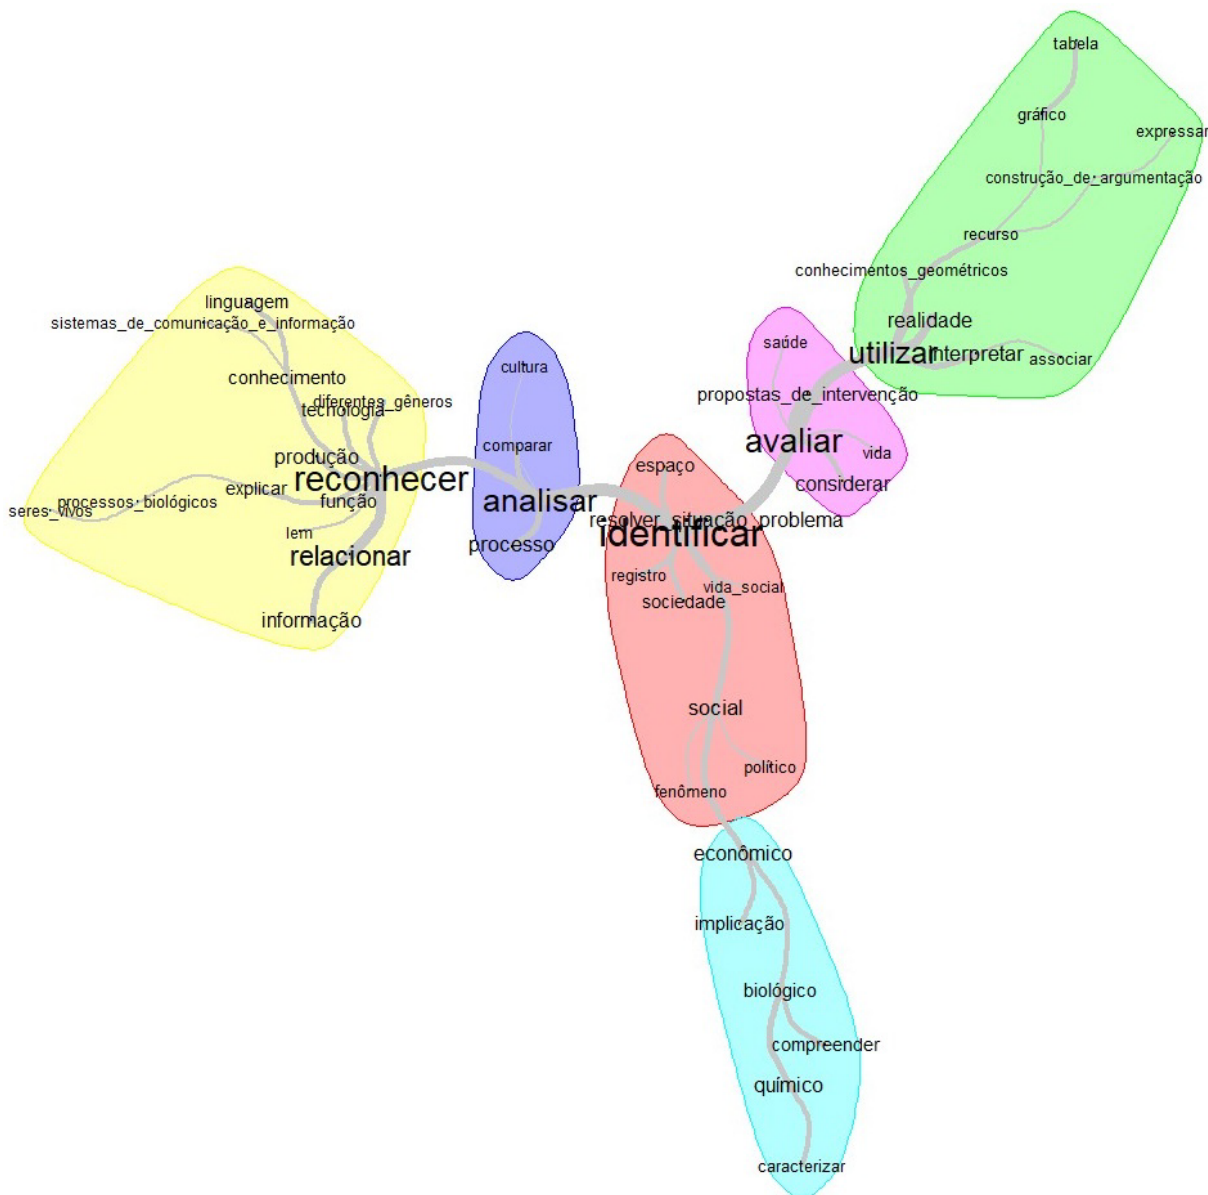 tabela
gráfico
expressar
construção_de_argumentação
recurso
conhecimentos_geométricos
realidade
utilizar
interpretar
associar
saúde
propostas_de_intervenção
avaliar
vida
considerar
linguagem
sistemas_de_comunicação_e_informação
conhecimento
diferentes_gêneros
tecnologia
produção
reconhecer
explicar
função
processos_biológicos
seres_vivos
lem
relacionar
informação
cultura
comparar
analisar
processo
espaço
resolver_situação_problema
identificar
registro
vida_social
sociedade
social
político
fenômeno
econômico
implicação
biológico
compreender
químico
caracterizar